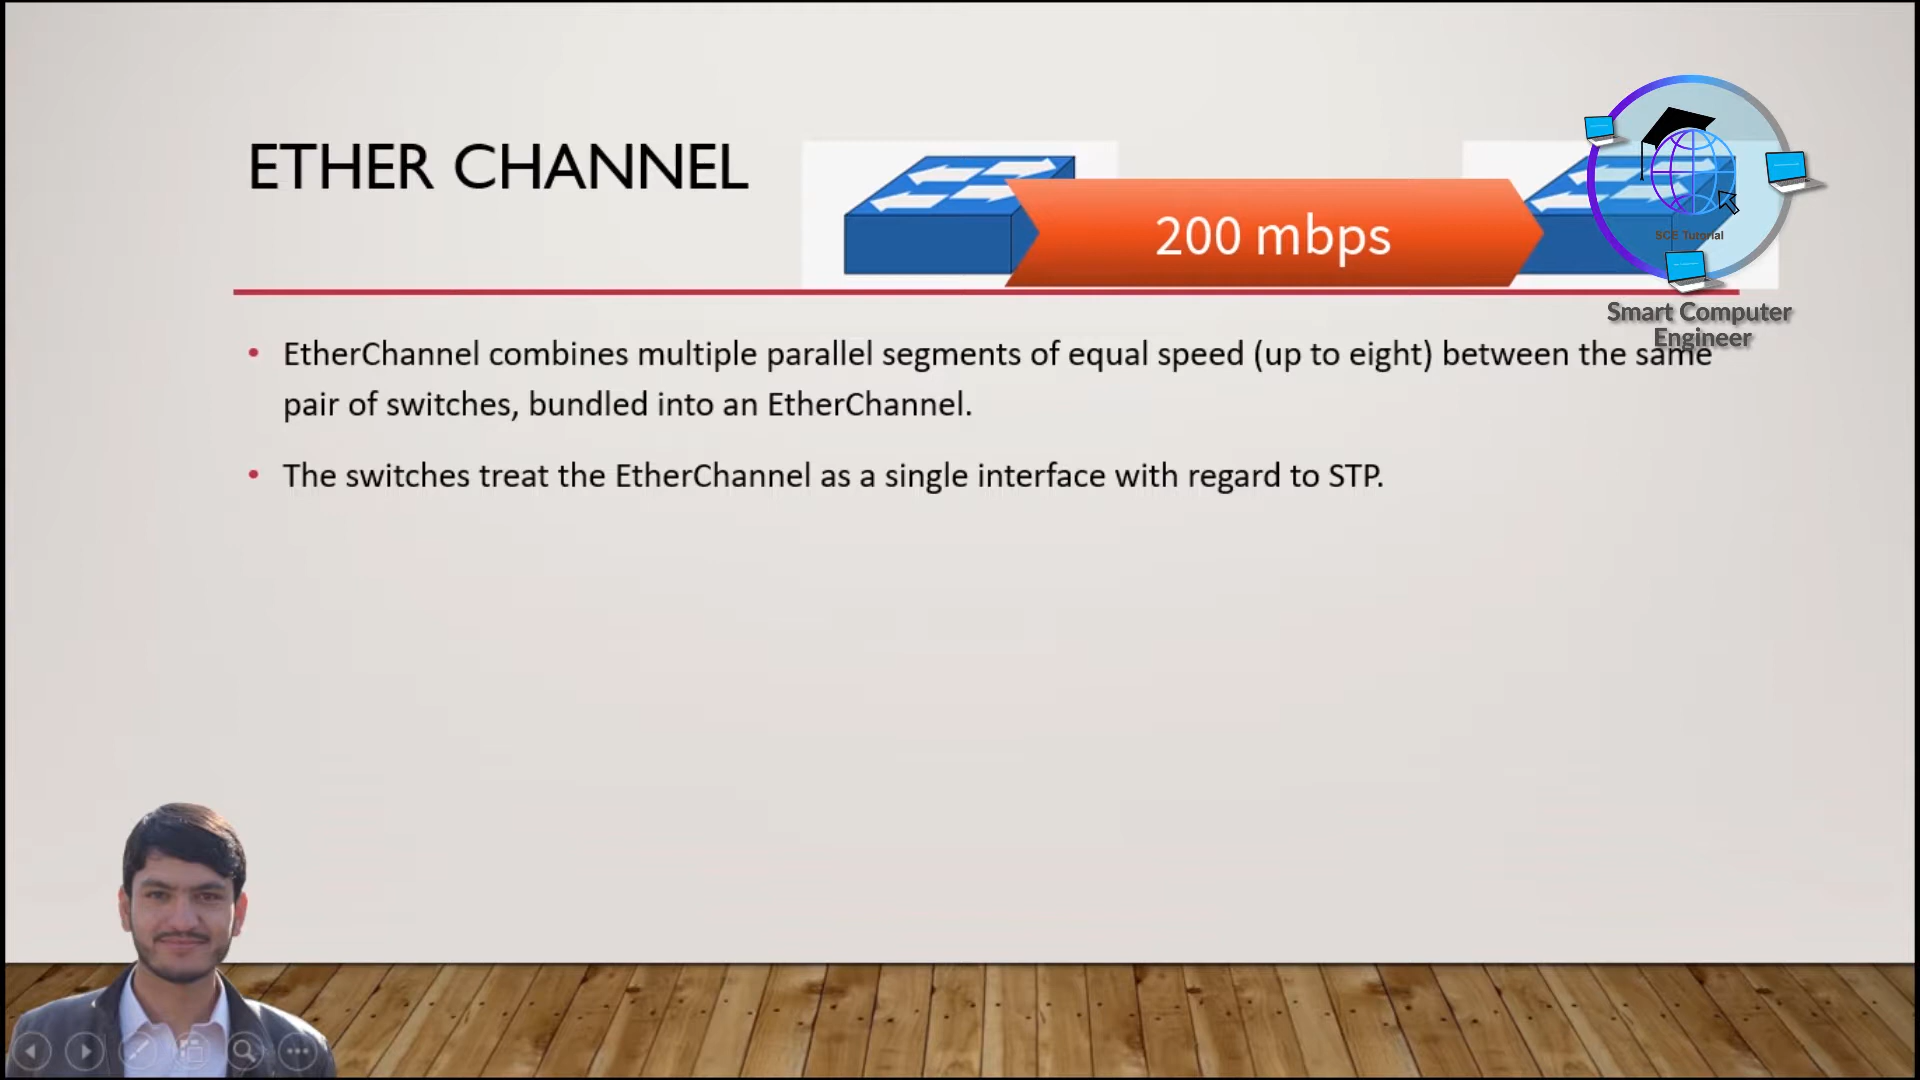 ETHER CHANNEL
200 mbps
SCE Tutorial
Smart Computer
Engineer
• EtherChannel combines multiple parallel segments of equal speed (up to eight) between the same
pair of switches, bundled into an EtherChannel.
• The switches treat the EtherChannel as a single interface with regard to STP.